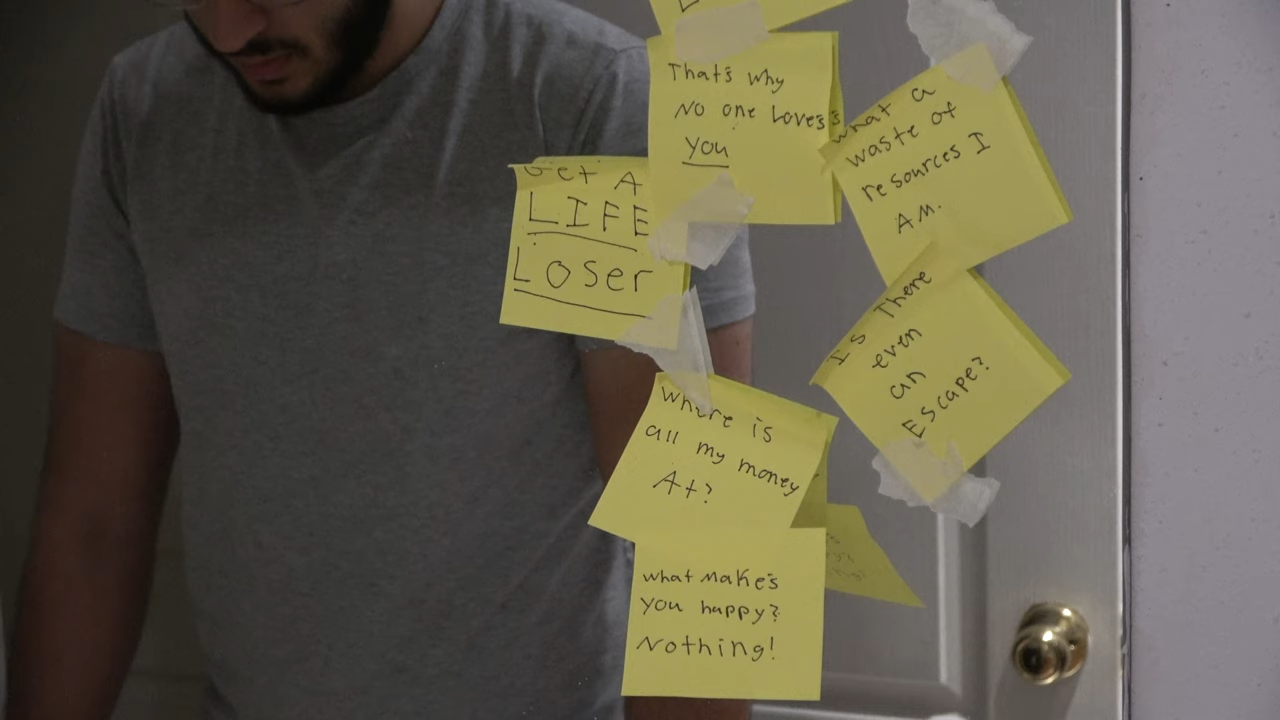 That's why
No one Loves
you
what a
waste of
resources I
AM.
Get A
LIFE
Loser
Is There
even
an
Escape?
where is
all my money
At?
what makes
you happy?
Nothing!